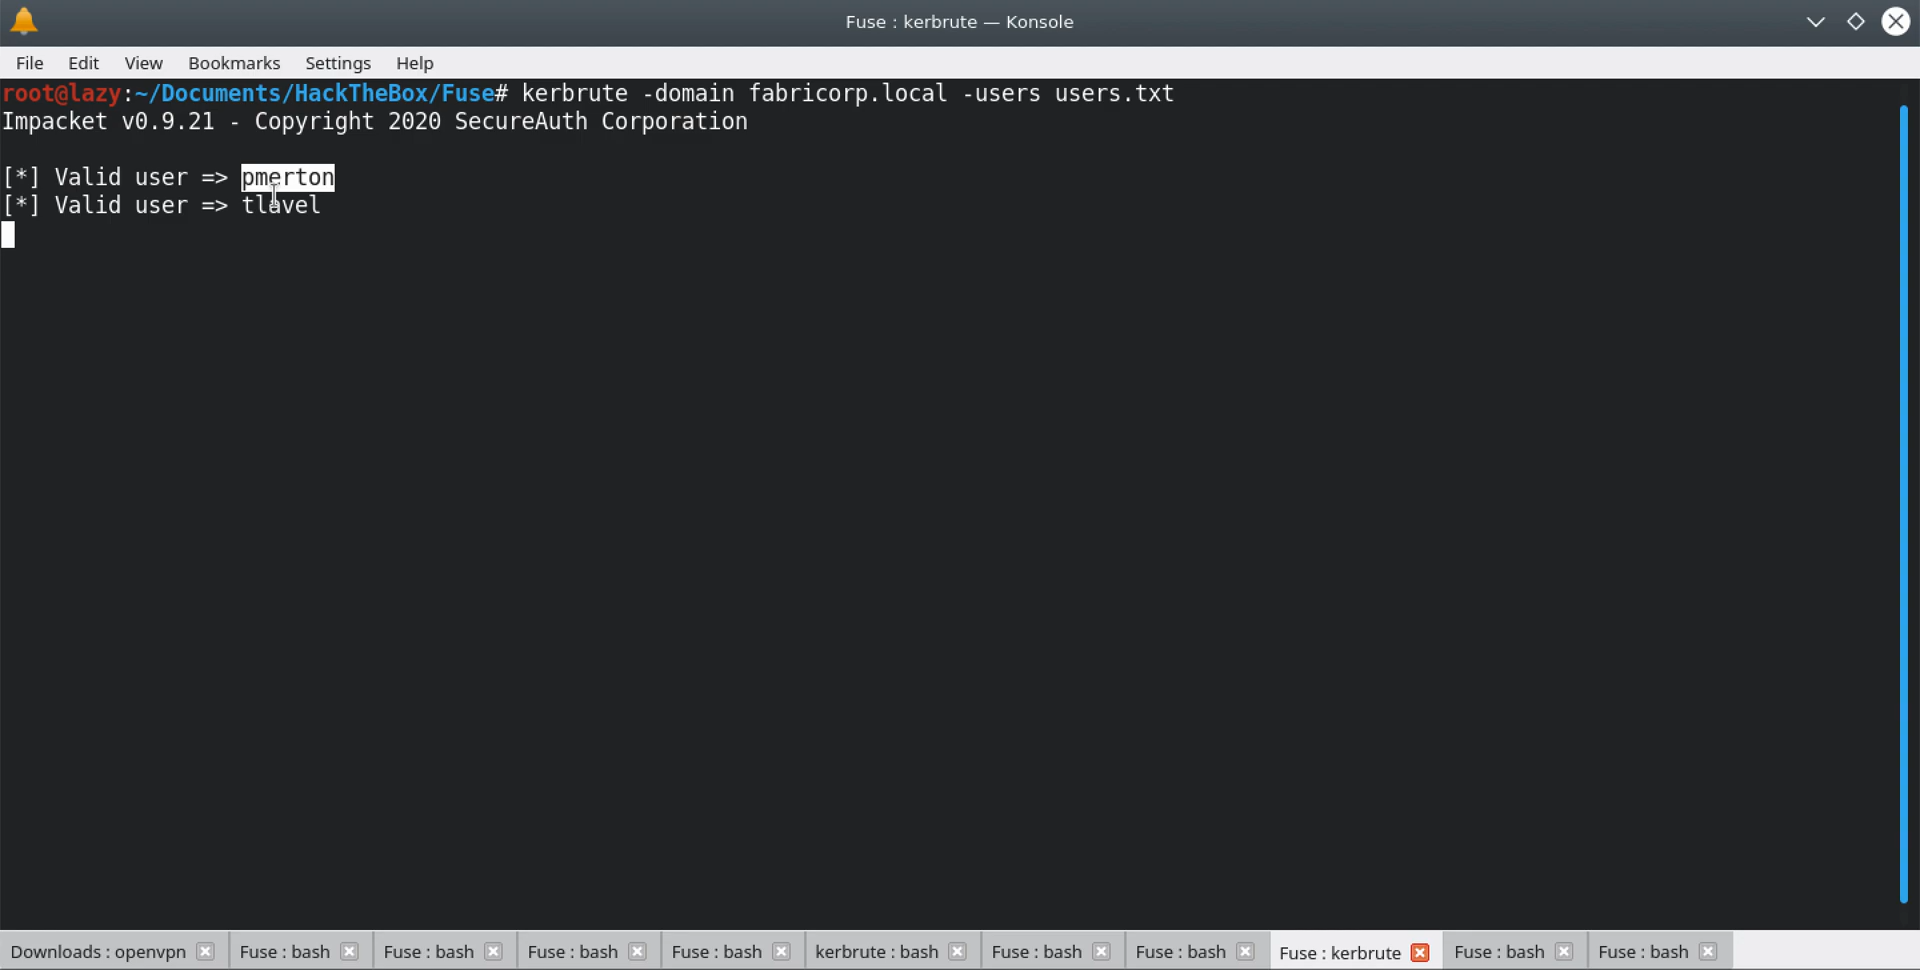 Fuse : kerbrute — Konsole
File Edit View Bookmarks Settings Help
root@lazy:~/Documents/HackTheBox/Fuse# kerbrute -domain fabricorp.local -users users.txt
Impacket v0.9.21 - Copyright 2020 SecureAuth Corporation
[*] Valid user => pmerton
[*] Valid user => tlavel
Downloads : openvpn Fuse : bash Fuse : bash Fuse : bash Fuse : bash kerbrute : bash Fuse : bash Fuse : bash Fuse : kerbrute Fuse : bash Fuse : bash